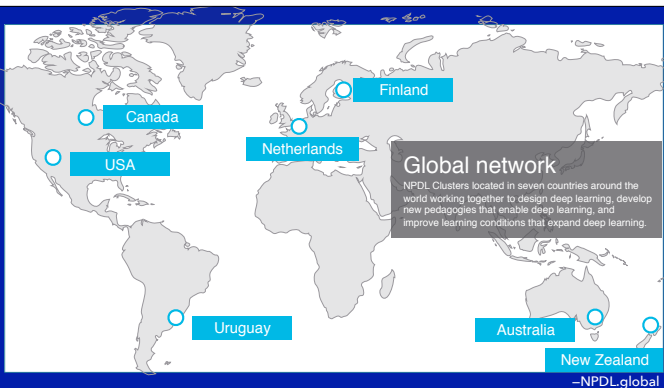 Finland
Canada
Netherlands
USA
Global network
NPDL Clusters located in seven countries around the
world working together to design deep learning, develop
new pedagogies that enable deep learning, and
improve learning conditions that expand deep learning.
Uruguay
Australia
New Zealand
–NPDL.global